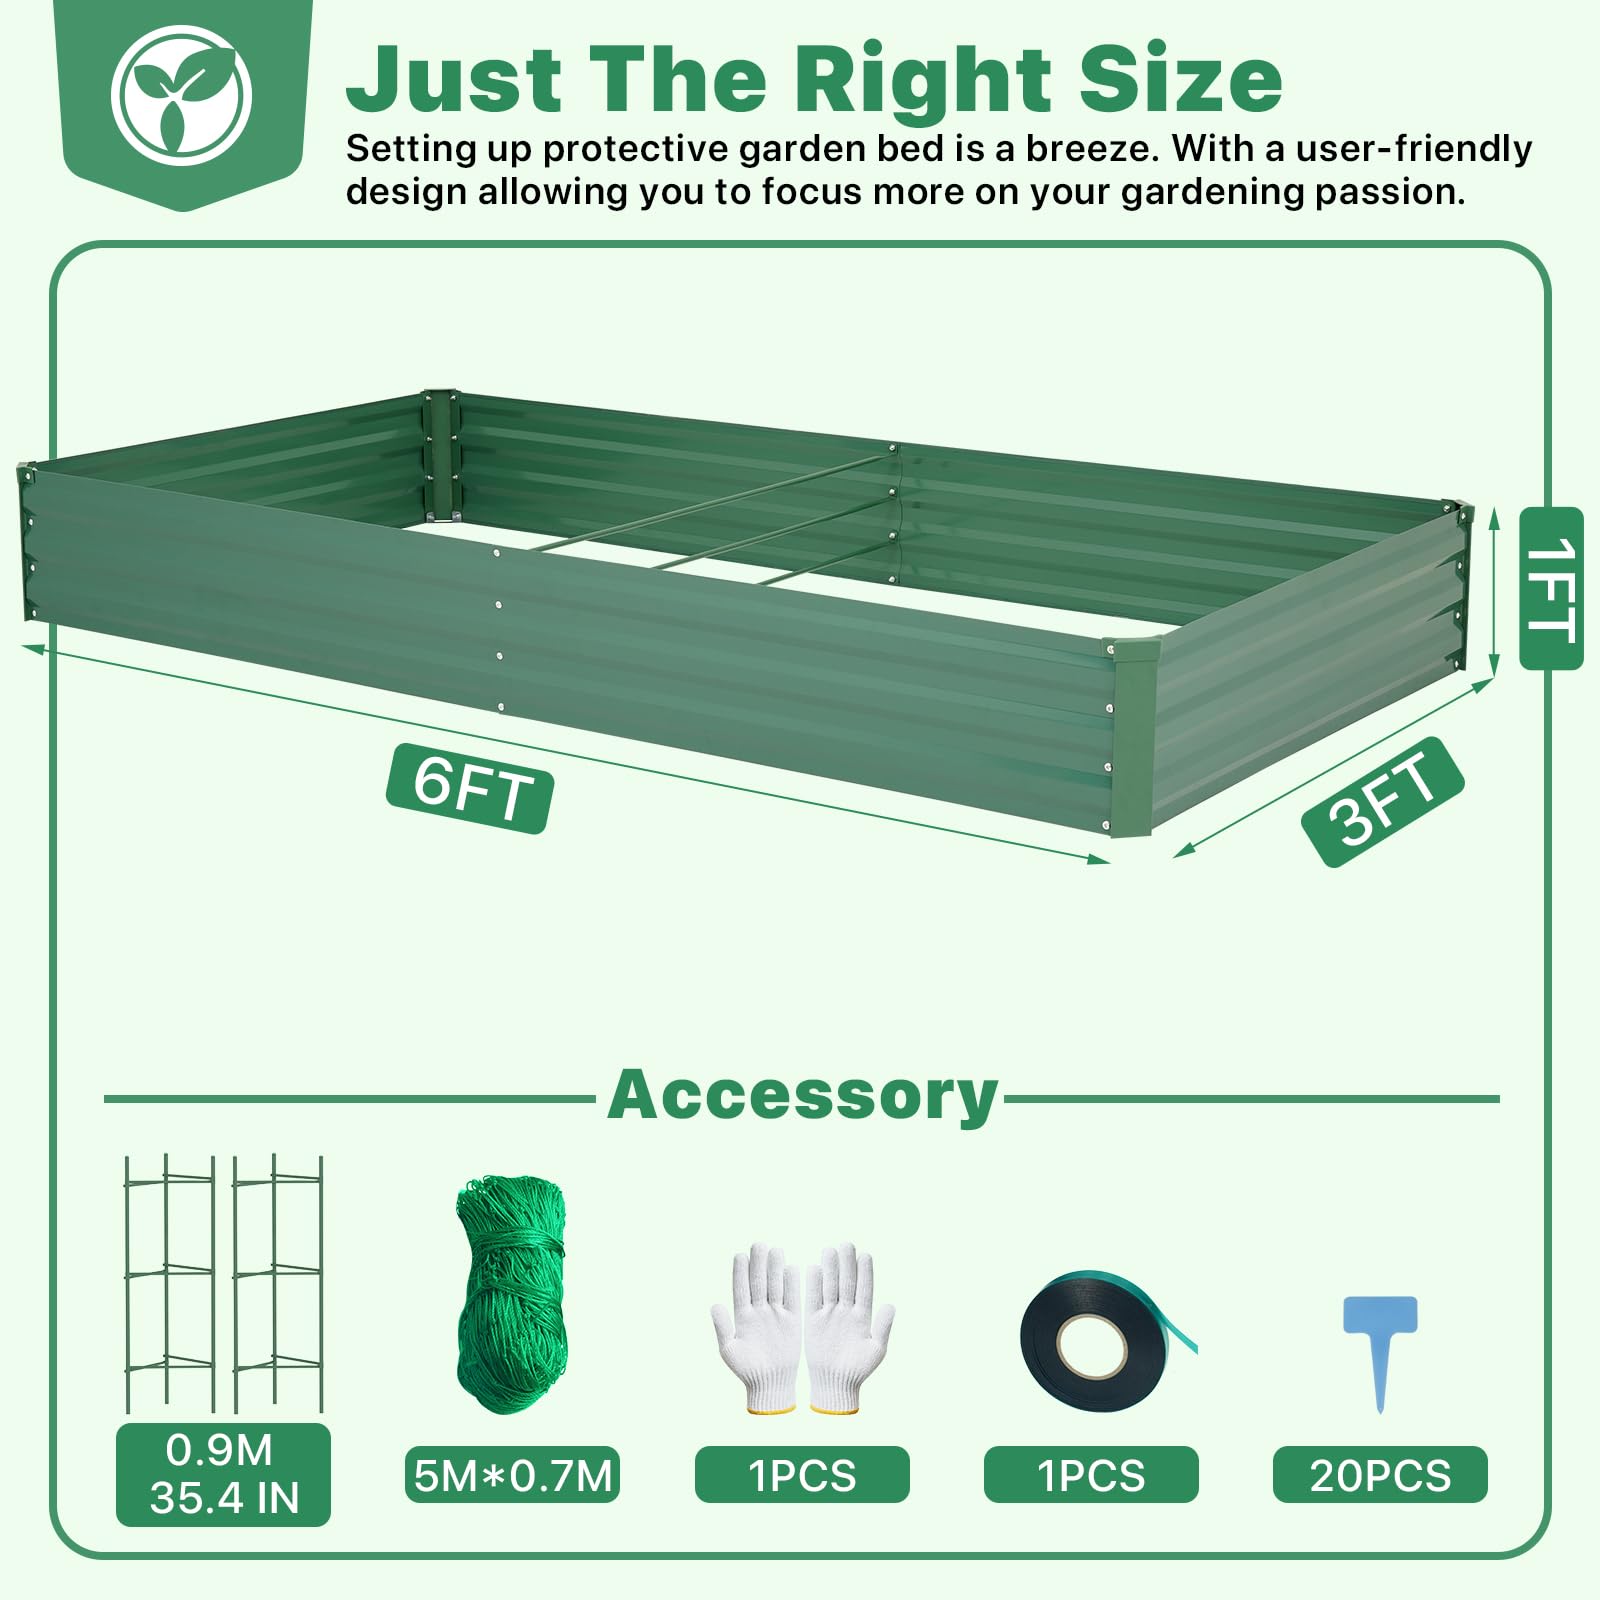 Just The Right Size
Setting up protective garden bed is a breeze. With a user-friendly
design allowing you to focus more on your gardening passion.
1FT
6FT
3FT
Accessory
0.9M
35.4 IN
5M*0.7M
1PCS
1PCS
20PCS